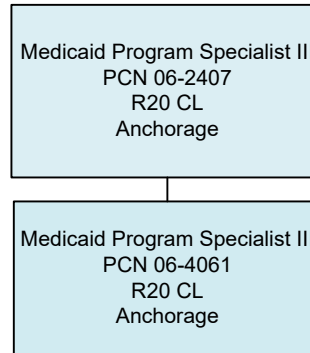 Medicaid Program Specialist II
PCN 06-2407
R20 CL
Anchorage
Medicaid Program Specialist II
PCN 06-4061
R20 CL
Anchorage